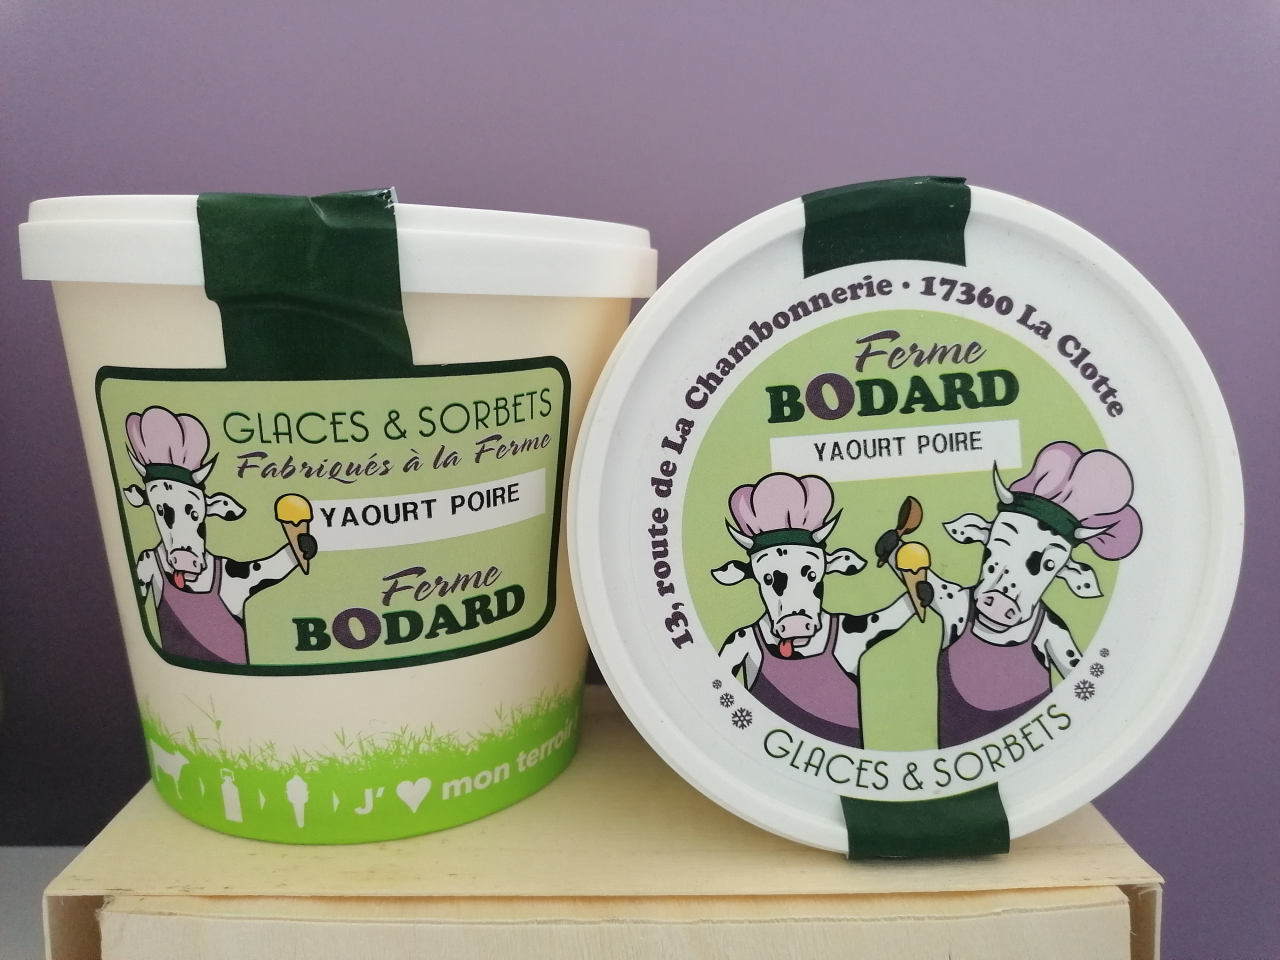 GLACES & SORBETS
Fabriqués à la Ferme
YAOURT POIRE
Ferme
BODARD
J' ♥ mon terroir
13, route de La Chambonnerie • 17360 La Clotte
Ferme
BODARD
YAOURT POIRE
GLACES & SORBETS